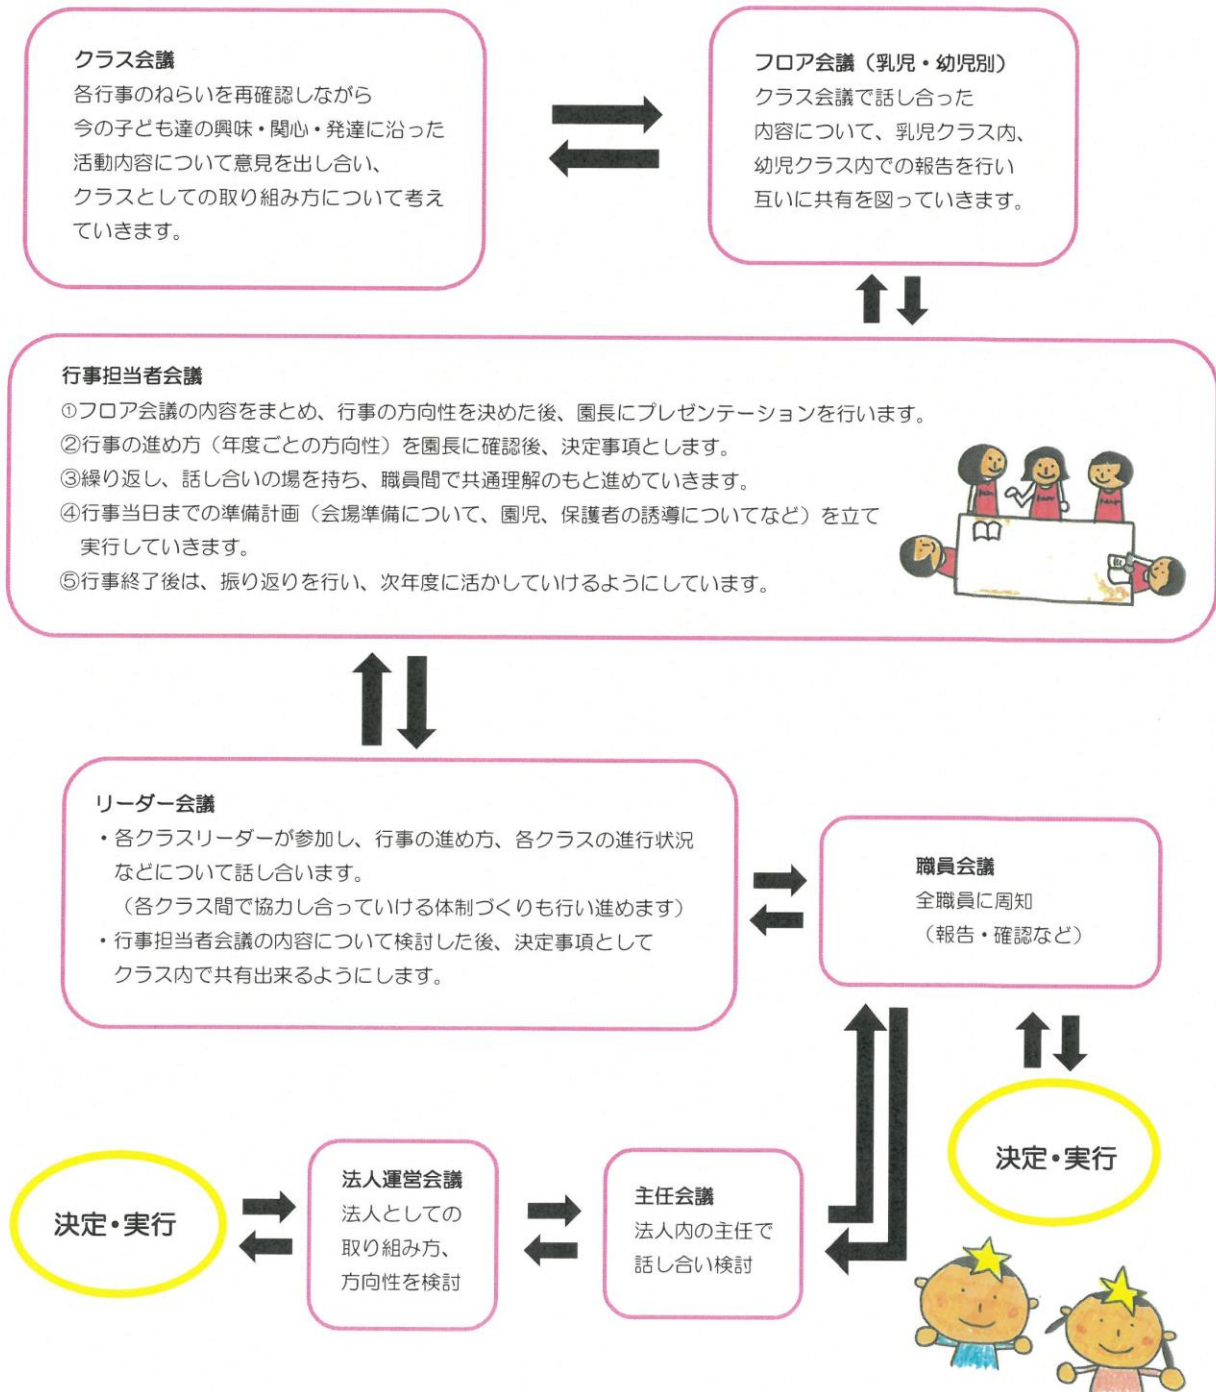 クラス会議
各行事のねらいを再確認しながら
今の子ども達の興味・関心・発達に沿った
活動内容について意見を出し合い、
クラスとしての取り組み方について考え
ていきます。
フロア会議（乳児・幼児別）
クラス会議で話し合った
内容について、乳児クラス内、
幼児クラス内での報告を行い
互いに共有を図っていきます。
行事担当者会議
①フロア会議の内容をまとめ、行事の方向性を決めた後、園長にプレゼンテーションを行います。
②行事の進め方（年度ごとの方向性）を園長に確認後、決定事項とします。
③繰り返し、話し合いの場を持ち、職員間で共通理解のもと進めていきます。
④行事当日までの準備計画（会場準備について、園児、保護者の誘導についてなど）を立て
実行していきます。
⑤行事終了後は、振り返りを行い、次年度に活かしていけるようにしています。
リーダー会議
・各クラスリーダーが参加し、行事の進め方、各クラスの進行状況
などについて話し合います。
（各クラス間で協力し合っていける体制づくりも行い進めます）
・行事担当者会議の内容について検討した後、決定事項として
クラス内で共有出来るようにします。
職員会議
全職員に周知
（報告・確認など）
決定・実行
法人運営会議
法人としての
取り組み方、
方向性を検討
主任会議
法人内の主任で
話し合い検討
決定・実行